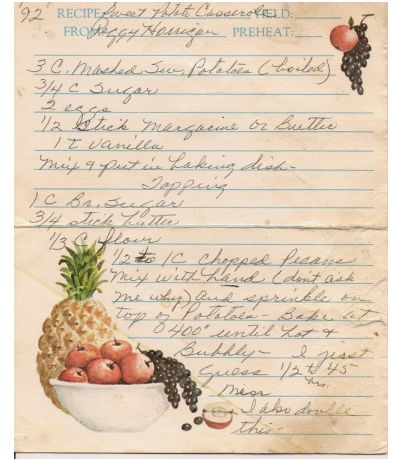 92' RECIPE: Sweet Potato Casserole YIELD:
FROM: Peggy Horrigan PREHEAT:
3 C. Mashed Sw. Potatoes (boiled)
3/4 C Sugar
2 eggs
1/2 Stick Margarine or Butter
1 t Vanilla
Mix & put in baking dish -
Topping
1 C Br. Sugar
3/4 stick butter
1/3 C flour
1/2 to 1 C Chopped Pecans
Mix with hand (don't ask
me why) and sprinkle on
top of Potatoes - Bake at
400° until hot &
Bubbly - I just
guess 1/2 to 45
hrs.
Min
I also double
this -